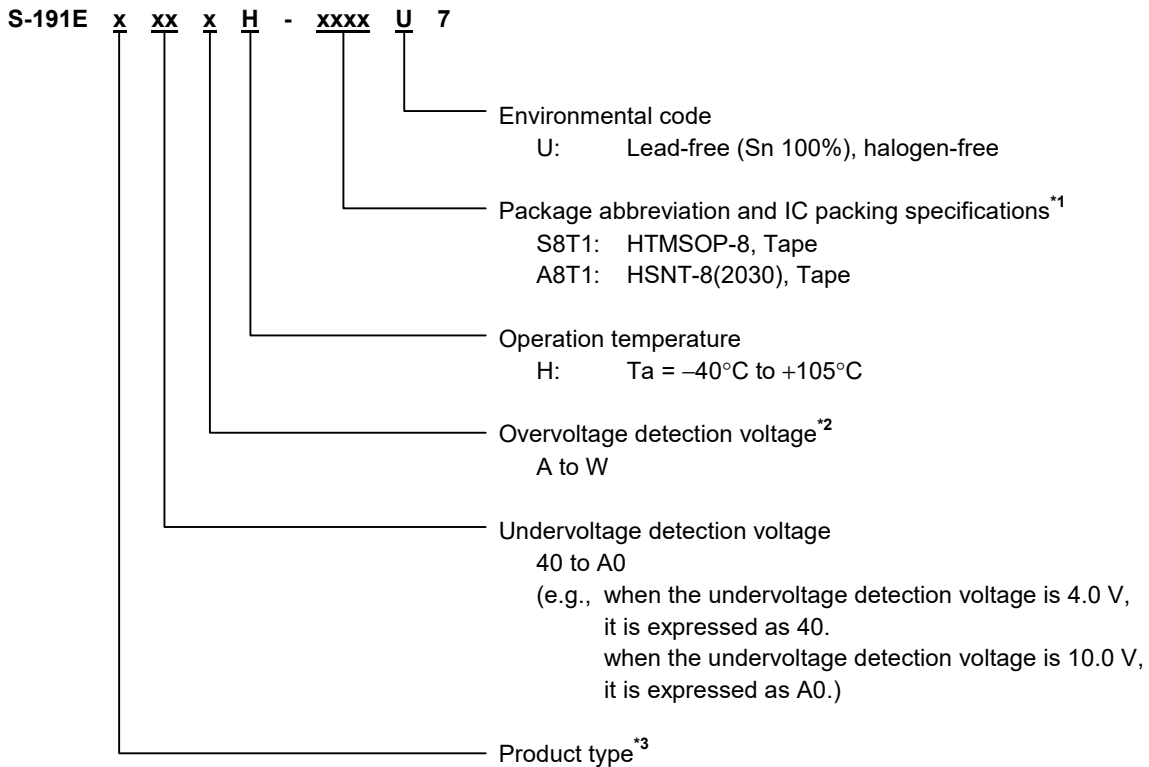 S-191E x xx x H - xxxx U 7
Environmental code
U: Lead-free (Sn 100%), halogen-free
Package abbreviation and IC packing specifications*1
S8T1: HTMSOP-8, Tape
A8T1: HSNT-8(2030), Tape
Operation temperature
H: Ta = −40°C to +105°C
Overvoltage detection voltage*2
A to W
Undervoltage detection voltage
40 to A0
(e.g., when the undervoltage detection voltage is 4.0 V,
it is expressed as 40.
when the undervoltage detection voltage is 10.0 V,
it is expressed as A0.)
Product type*3